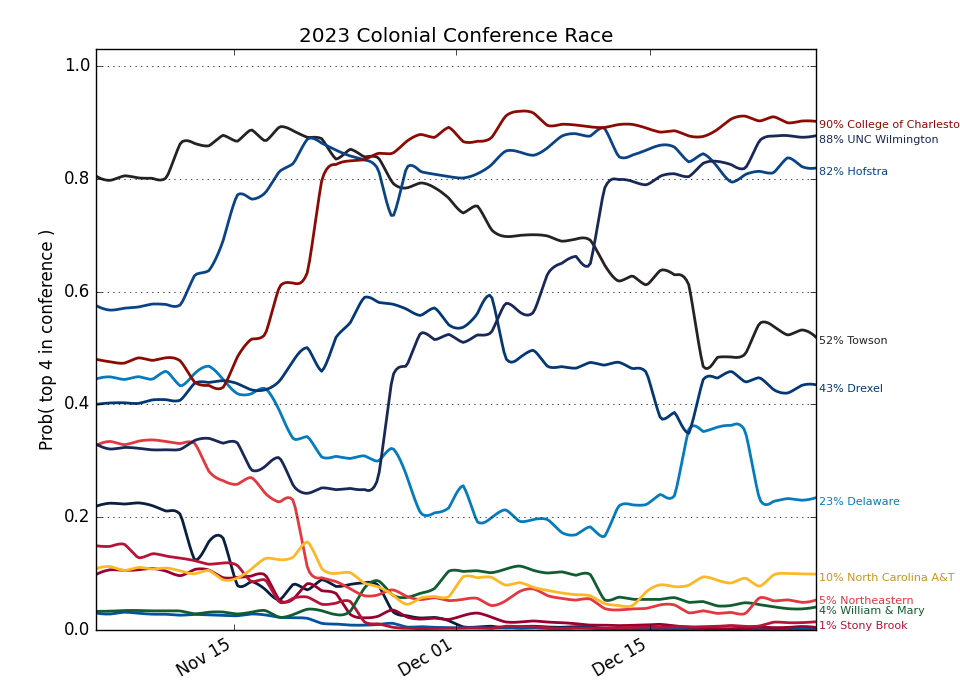 2023 Colonial Conference Race
1.0
0.8
0.6
0.4
0.2
0.0
Prob( top 4 in conference )
Nov 15
Dec 01
Dec 15
90% College of Charlesto
88% UNC Wilmington
82% Hofstra
52% Towson
43% Drexel
23% Delaware
10% North Carolina A&T
5% Northeastern
4% William & Mary
1% Stony Brook